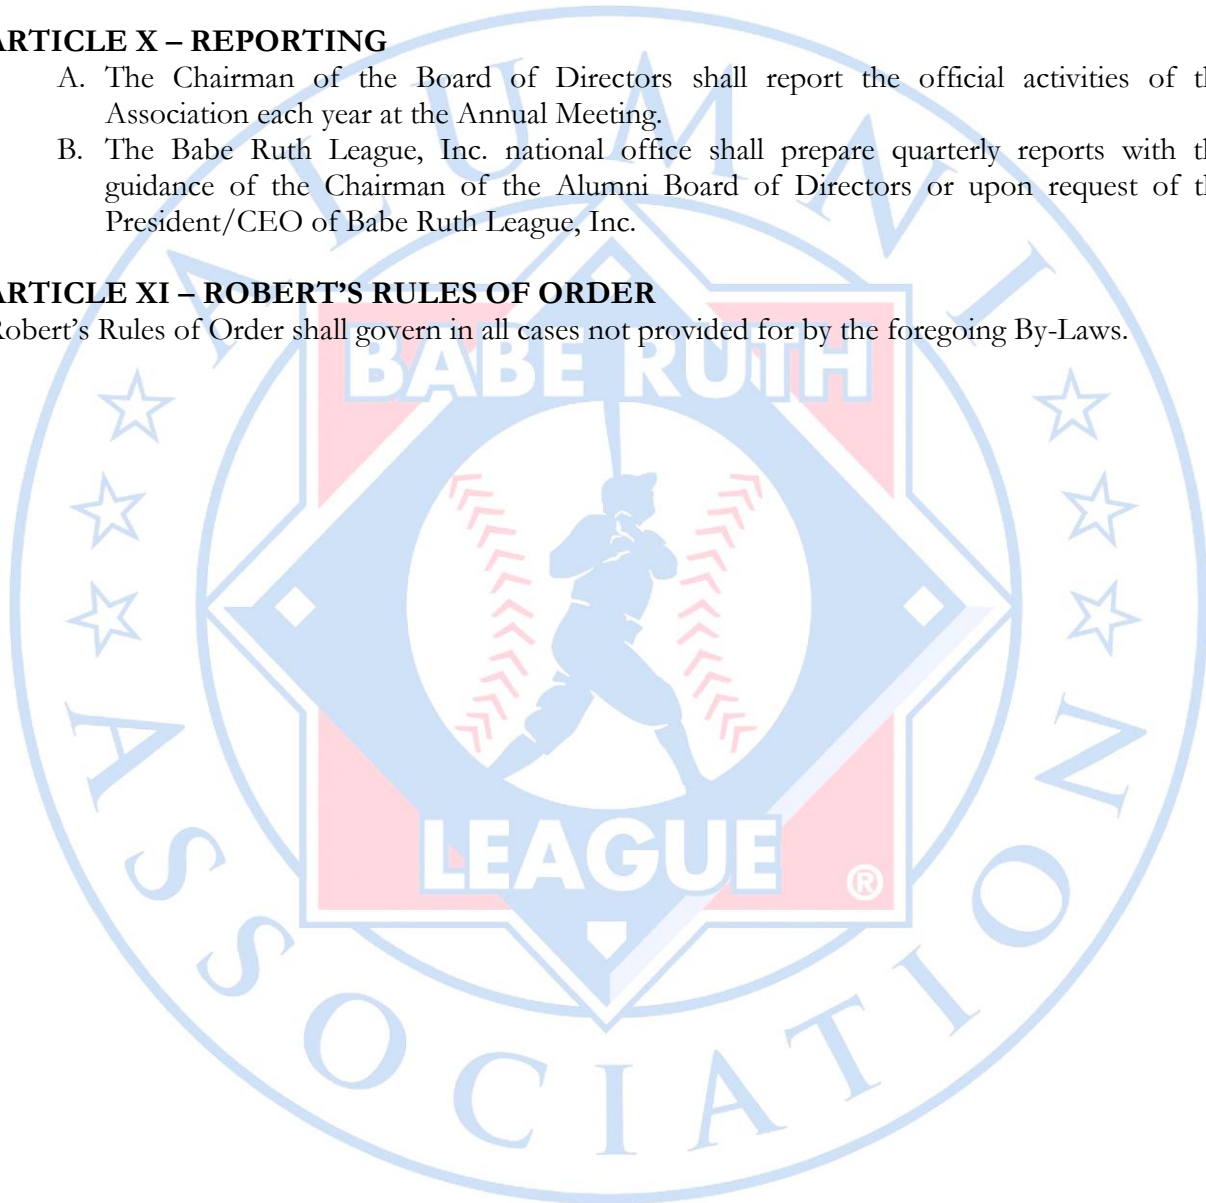 ARTICLE X – REPORTING
A. The Chairman of the Board of Directors shall report the official activities of th
Association each year at the Annual Meeting.
B. The Babe Ruth League, Inc. national office shall prepare quarterly reports with th
guidance of the Chairman of the Alumni Board of Directors or upon request of th
President/CEO of Babe Ruth League, Inc.
ARTICLE XI – ROBERT’S RULES OF ORDER
Robert’s Rules of Order shall govern in all cases not provided for by the foregoing By-Laws.
ALUMNI
BABE RUTH
LEAGUE ®
ASSOCIATION